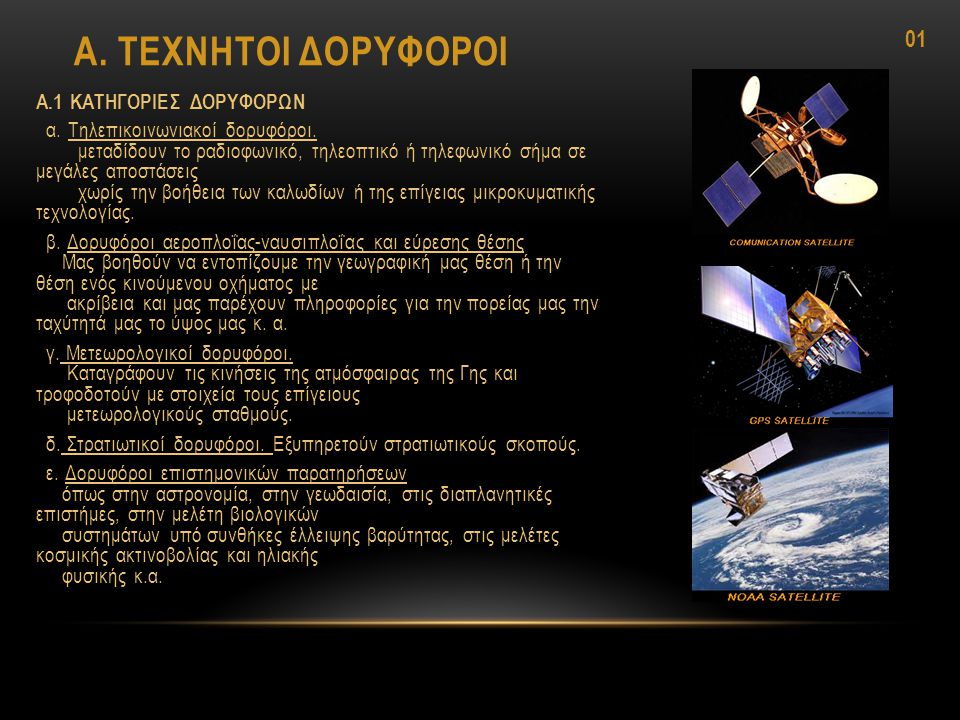 01
Α. ΤΕΧΝΗΤΟΙ ΔΟΡΥΦΟΡΟΙ
Α.1 ΚΑΤΗΓΟΡΙΕΣ ΔΟΡΥΦΟΡΩΝ
α. Τηλεπικοινωνιακοί δορυφόροι.
μεταδίδουν το ραδιοφωνικό, τηλεοπτικό ή τηλεφωνικό σήμα σε
μεγάλες αποστάσεις
χωρίς την βοήθεια των καλωδίων ή της επίγειας μικροκυματικής
τεχνολογίας.
β. Δορυφόροι αεροπλοΐας-ναυσιπλοΐας και εύρεσης θέσης
Μας βοηθούν να εντοπίζουμε την γεωγραφική μας θέση ή την
θέση ενός κινούμενου οχήματος με
ακρίβεια και μας παρέχουν πληροφορίες για την πορείας μας την
ταχύτητά μας το ύψος μας κ. α.
γ. Μετεωρολογικοί δορυφόροι.
Καταγράφουν τις κινήσεις της ατμόσφαιρας της Γης και
τροφοδοτούν με στοιχεία τους επίγειους
μετεωρολογικούς σταθμούς.
δ. Στρατιωτικοί δορυφόροι. Εξυπηρετούν στρατιωτικούς σκοπούς.
ε. Δορυφόροι επιστημονικών παρατηρήσεων
όπως στην αστρονομία, στην γεωδαισία, στις διαπλανητικές
επιστήμες, στην μελέτη βιολογικών
συστημάτων υπό συνθήκες έλλειψης βαρύτητας, στις μελέτες
κοσμικής ακτινοβολίας και ηλιακής
φυσικής κ.α.
COMUNICATION SATELLITE
GPS SATELLITE
NOAA SATELLITE